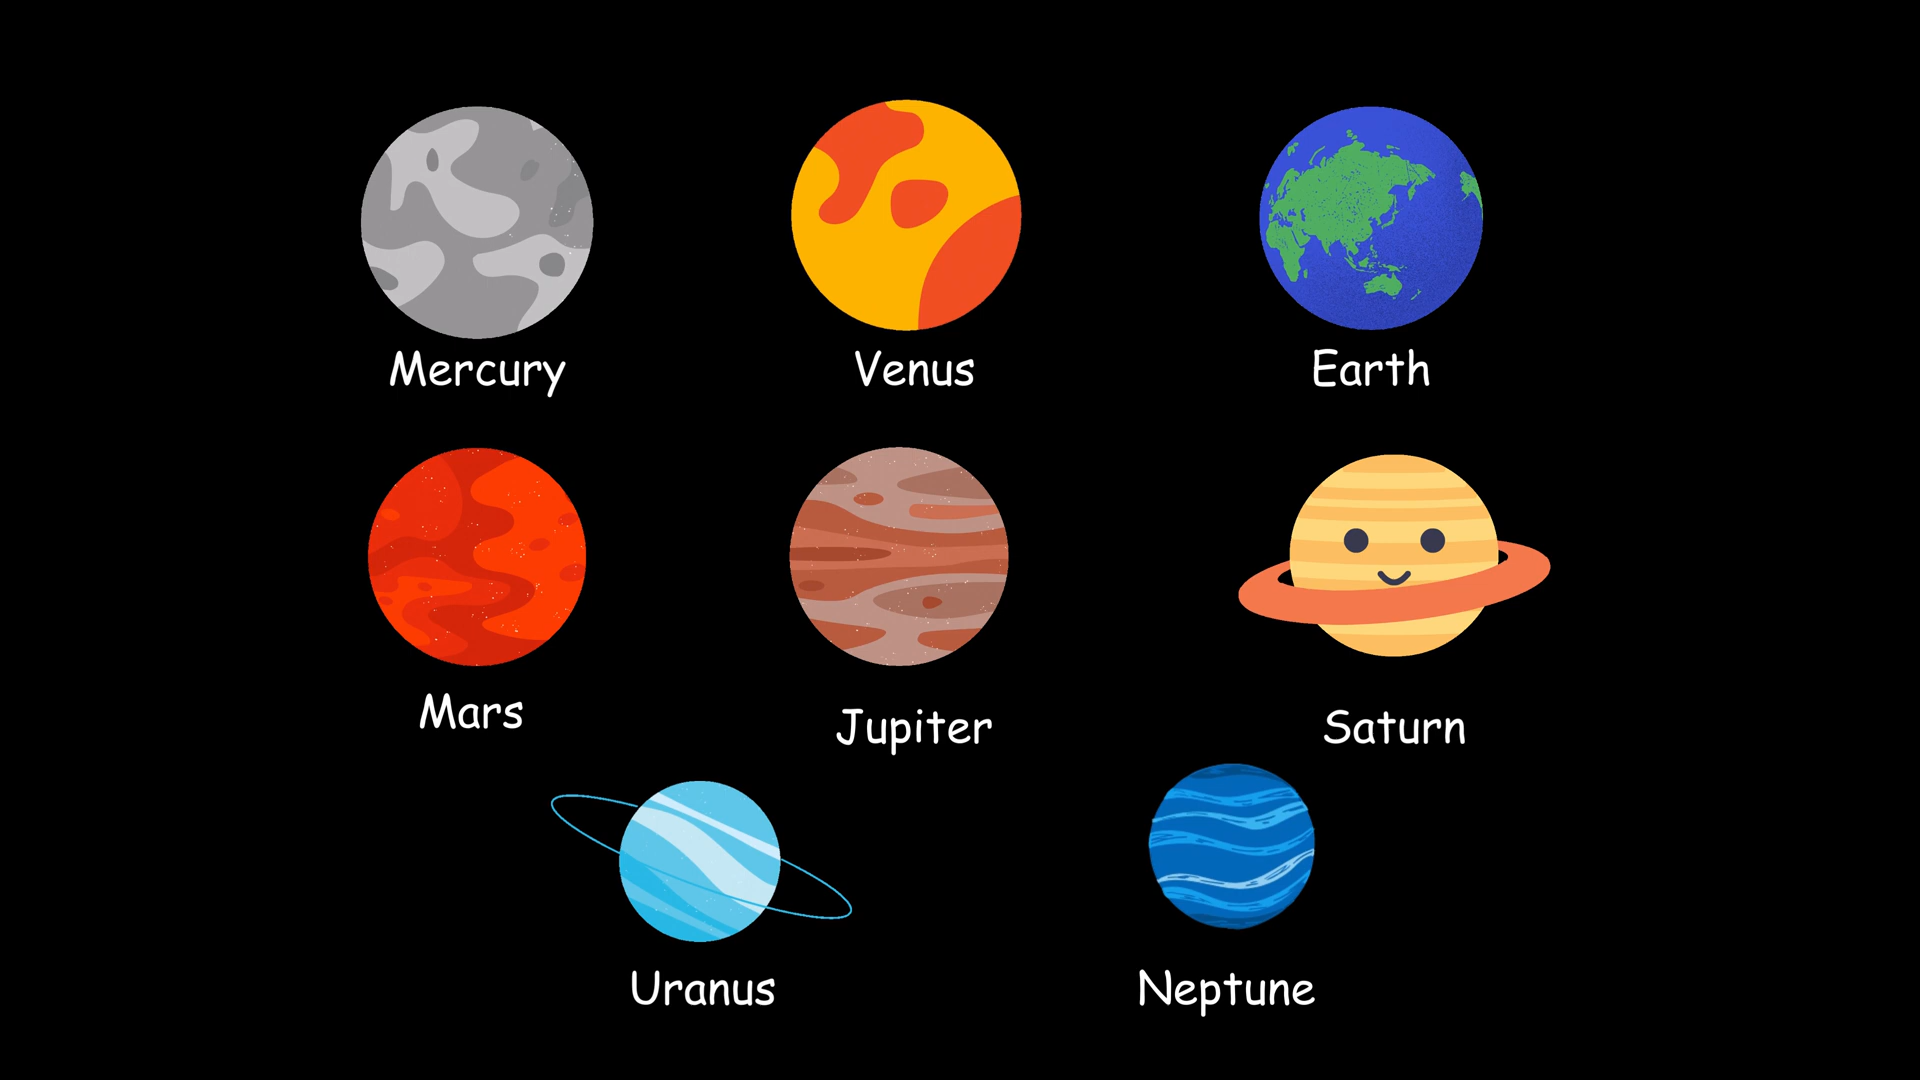 Mercury
Venus
Earth
Mars
Jupiter
Saturn
Uranus
Neptune